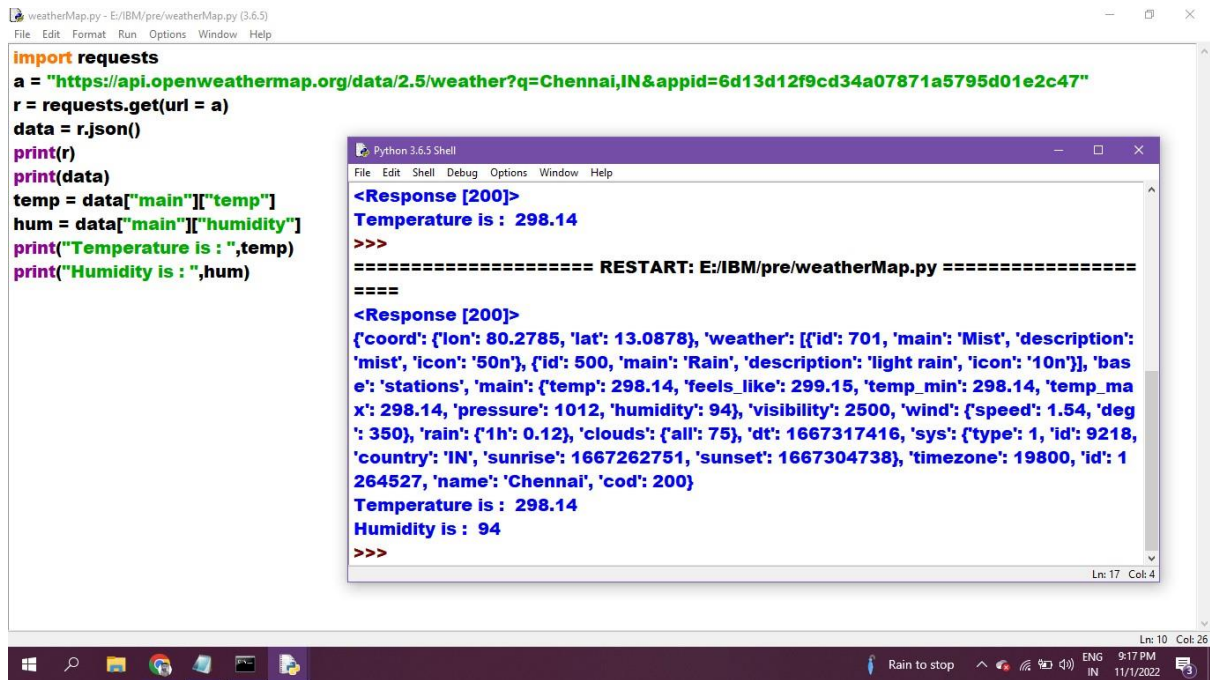 weatherMap.py - E:/IBM/pre/weatherMap.py (3.6.5)
File Edit Format Run Options Window Help
import requests
a = "https://api.openweathermap.org/data/2.5/weather?q=Chennai,IN&appid=6d13d12f9cd34a07871a5795d01e2c47"
r = requests.get(url = a)
data = r.json()
print(r)
print(data)
temp = data["main"]["temp"]
hum = data["main"]["humidity"]
print("Temperature is : ",temp)
print("Humidity is : ",hum)
Python 3.6.5 Shell
File Edit Shell Debug Options Window Help
<Response [200]>
Temperature is :  298.14
>>>
===================== RESTART: E:/IBM/pre/weatherMap.py ==================
====
<Response [200]>
{'coord': {'lon': 80.2785, 'lat': 13.0878}, 'weather': [{'id': 701, 'main': 'Mist', 'description':
'mist', 'icon': '50n'}, {'id': 500, 'main': 'Rain', 'description': 'light rain', 'icon': '10n'}], 'bas
e': 'stations', 'main': {'temp': 298.14, 'feels_like': 299.15, 'temp_min': 298.14, 'temp_ma
x': 298.14, 'pressure': 1012, 'humidity': 94}, 'visibility': 2500, 'wind': {'speed': 1.54, 'deg
': 350}, 'rain': {'1h': 0.12}, 'clouds': {'all': 75}, 'dt': 1667317416, 'sys': {'type': 1, 'id': 9218,
'country': 'IN', 'sunrise': 1667262751, 'sunset': 1667304738}, 'timezone': 19800, 'id': 1
264527, 'name': 'Chennai', 'cod': 200}
Temperature is :  298.14
Humidity is :  94
>>>
Ln: 17 Col: 4
Ln: 10 Col: 26
Rain to stop
ENG
IN
9:17 PM
11/1/2022
3